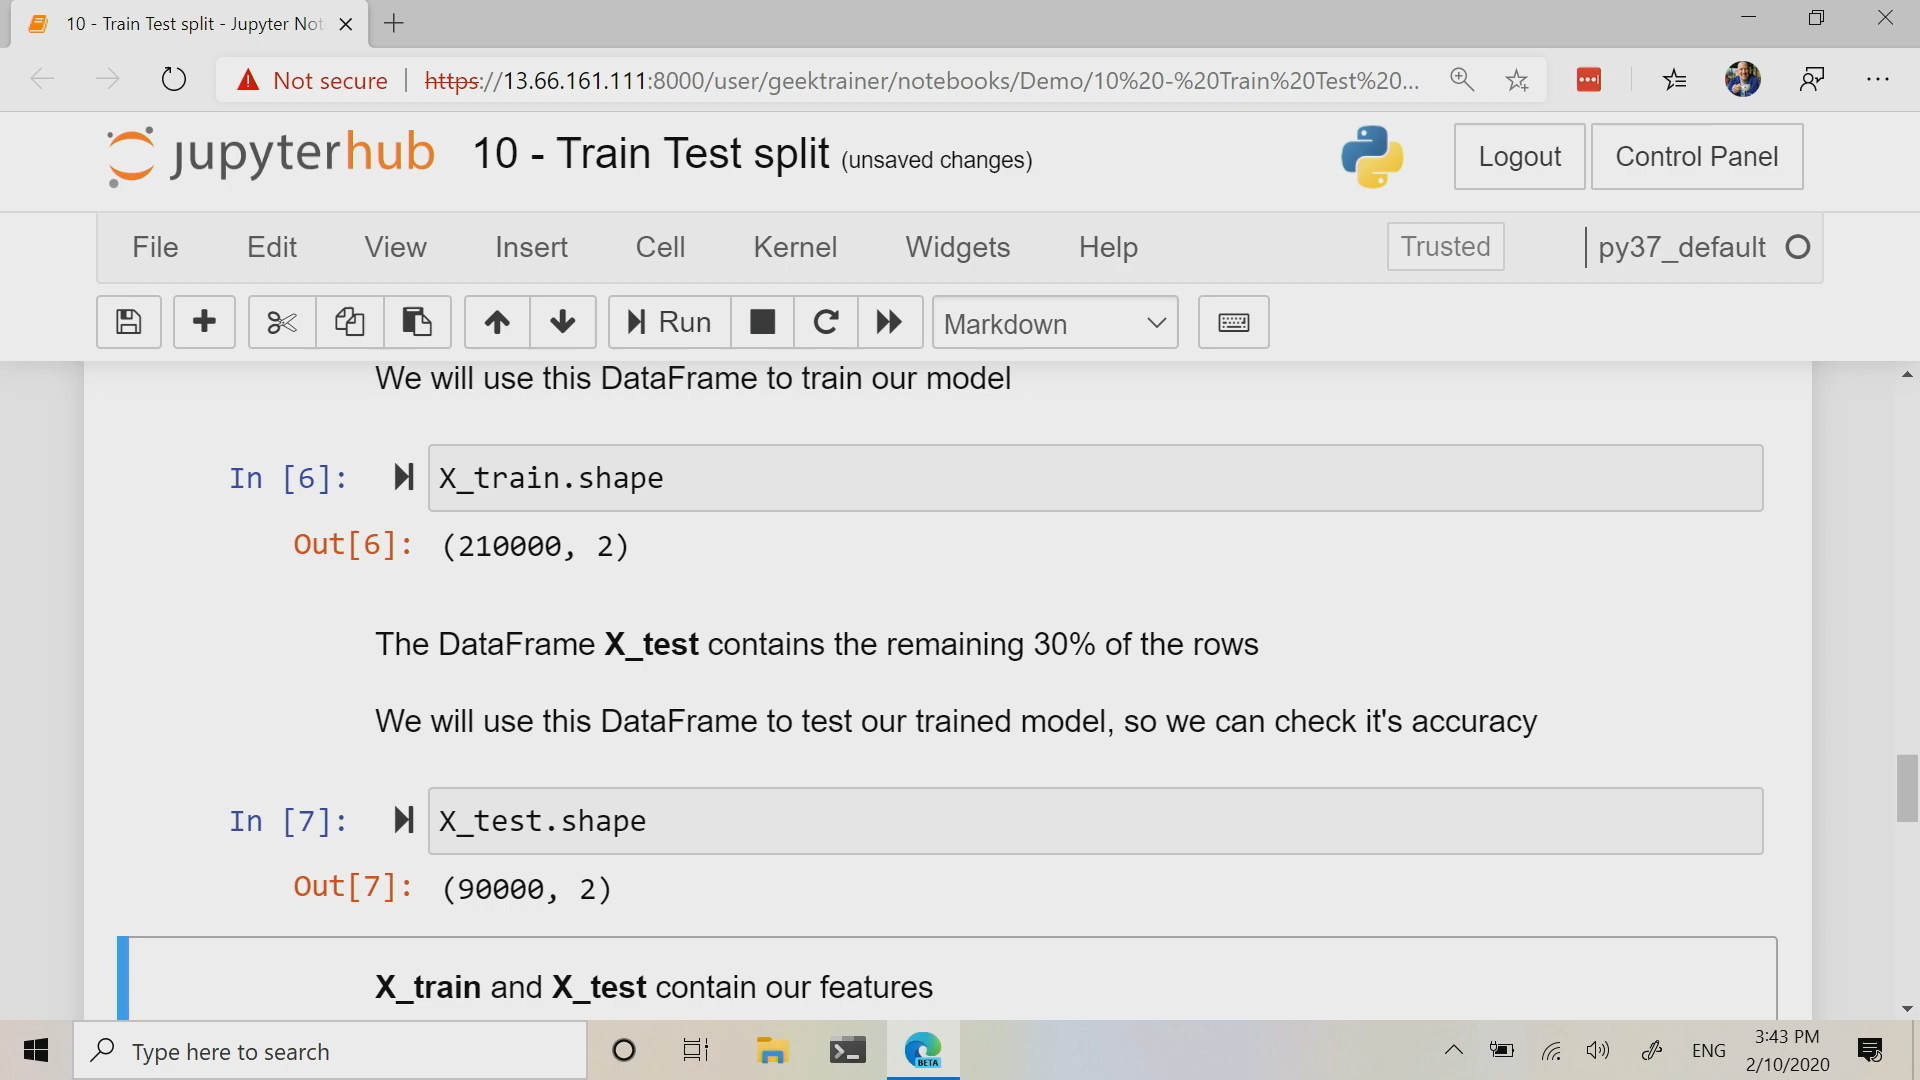 10 - Train Test split - Jupyter Not
Not secure https://13.66.161.111:8000/user/geektrainer/notebooks/Demo/10%20-%20Train%20Test%20...
jupyterhub 10 - Train Test split (unsaved changes) Logout Control Panel
File Edit View Insert Cell Kernel Widgets Help Trusted py37_default
Run Markdown
We will use this DataFrame to train our model
In [6]: X_train.shape
Out[6]: (210000, 2)
The DataFrame X_test contains the remaining 30% of the rows
We will use this DataFrame to test our trained model, so we can check it's accuracy
In [7]: X_test.shape
Out[7]: (90000, 2)
X_train and X_test contain our features
Type here to search BETA ENG 3:43 PM
2/10/2020